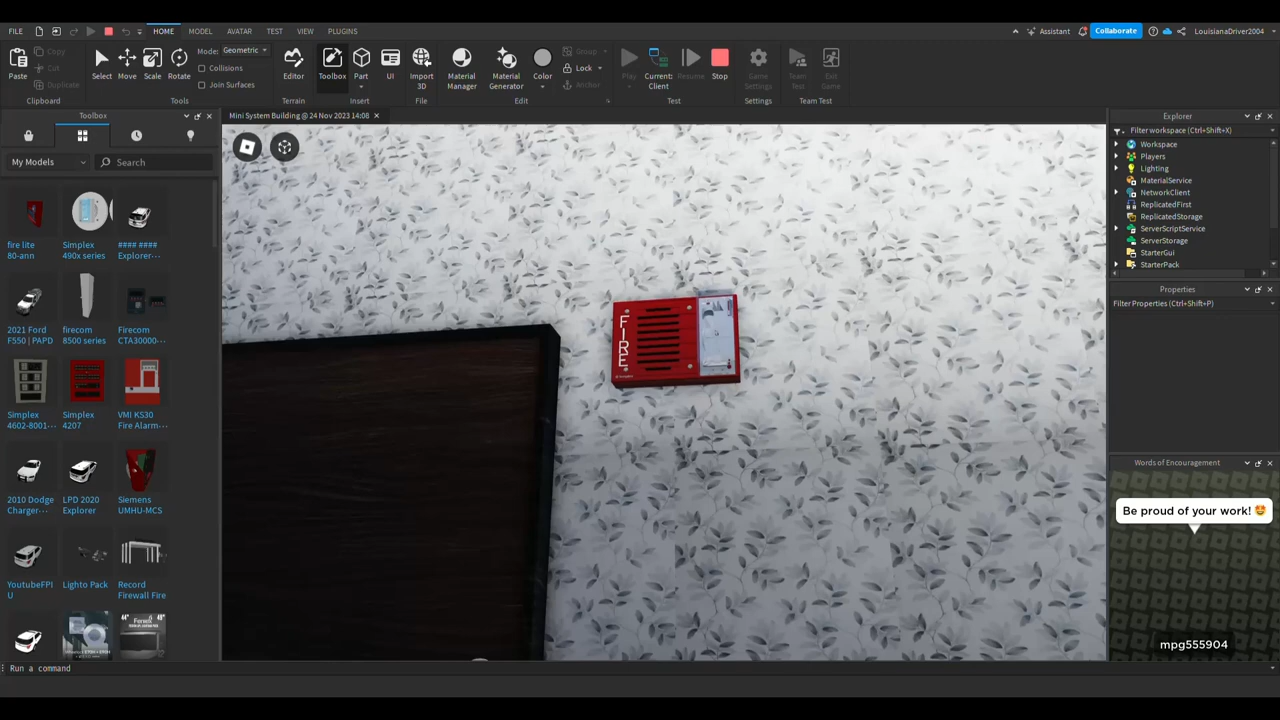 FILE
HOME
MODEL
AVATAR
TEST
VIEW
PLUGINS
Assistant
Collaborate
LouisianaDriver2004
Paste
Copy
Cut
Duplicate
Clipboard
Select
Move
Scale
Rotate
Mode: Geometric
Collisions
Join Surfaces
Tools
Editor
Terrain
Toolbox
Part
UI
Insert
Import
3D
File
Material
Manager
Material
Generator
Color
Group
Lock
Anchor
Edit
Play
Current:
Client
Resume
Stop
Test
Game
Settings
Settings
Team
Test
Exit
Game
Team Test
Toolbox
My Models
Search
fire lite
80-ann
Simplex
490x series
#### ####
Explorer···
2021 Ford
F550 | PAPD
firecom
8500 series
Firecom
CTA30000···
Simplex
4602-8001···
Simplex
4207
VMI KS30
Fire Alarm···
2010 Dodge
Charger···
LPD 2020
Explorer
Siemens
UMHU-MCS
YoutubeFPI
U
Lighto Pack
Record
Firewall Fire
Mini System Building @ 24 Nov 2023 14:08
FIRE
Explorer
Filter workspace (Ctrl+Shift+X)
Workspace
Players
Lighting
MaterialService
NetworkClient
ReplicatedFirst
ReplicatedStorage
ServerScriptService
ServerStorage
StarterGui
StarterPack
Properties
Filter Properties (Ctrl+Shift+P)
Words of Encouragement
Be proud of your work! 🤩
mpg555904
Run a command